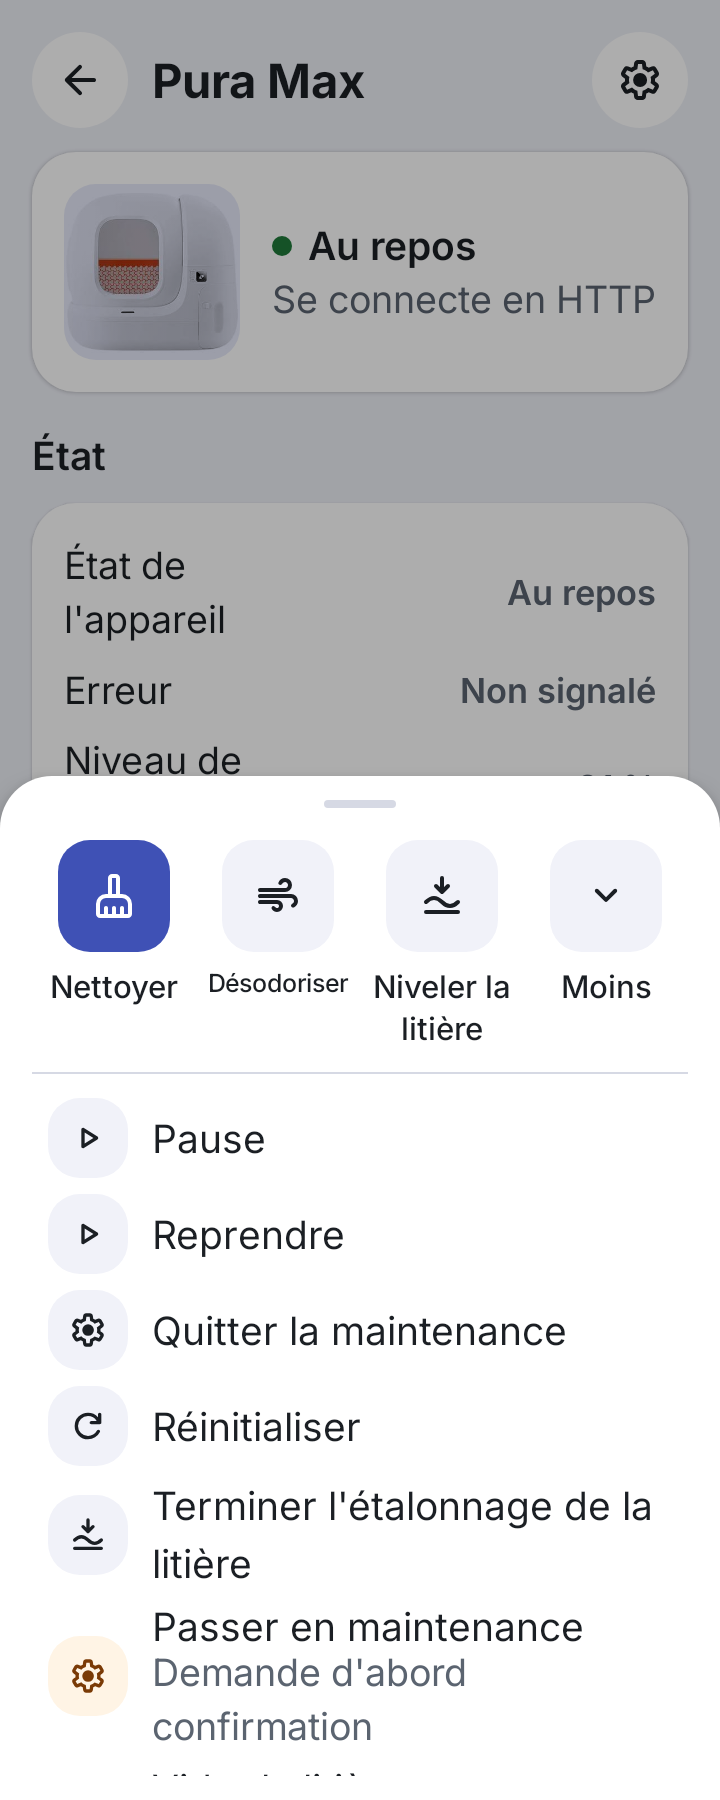 Pura Max
Au repos
Se connecte en HTTP
État
État de
l'appareil
Au repos
Erreur
Non signalé
Niveau de
Nettoyer
Désodoriser
Niveler la
litière
Moins
Pause
Reprendre
Quitter la maintenance
Réinitialiser
Terminer l'étalonnage de la
litière
Passer en maintenance
Demande d'abord
confirmation